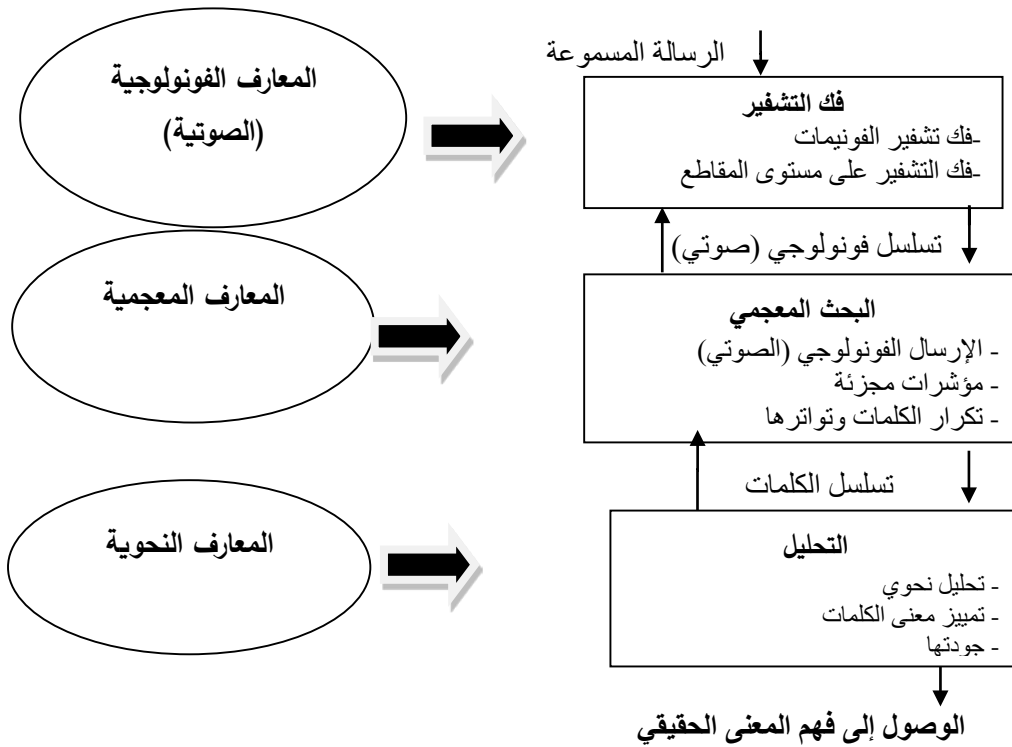 الرسالة المسموعة
المعارف الفونولوجية
(الصوتية)
فك التشفير
-فك تشفير الفونيمات
-فك التشفير على مستوى المقاطع
تسلسل فونولوجي (صوتي)
المعارف المعجمية
البحث المعجمي
- الإرسال الفونولوجي (الصوتي)
- مؤشرات مجزئة
- تكرار الكلمات وتواترها
تسلسل الكلمات
المعارف النحوية
التحليل
- تحليل نحوي
- تمييز معنى الكلمات
- جودتها
الوصول إلى فهم المعنى الحقيقي